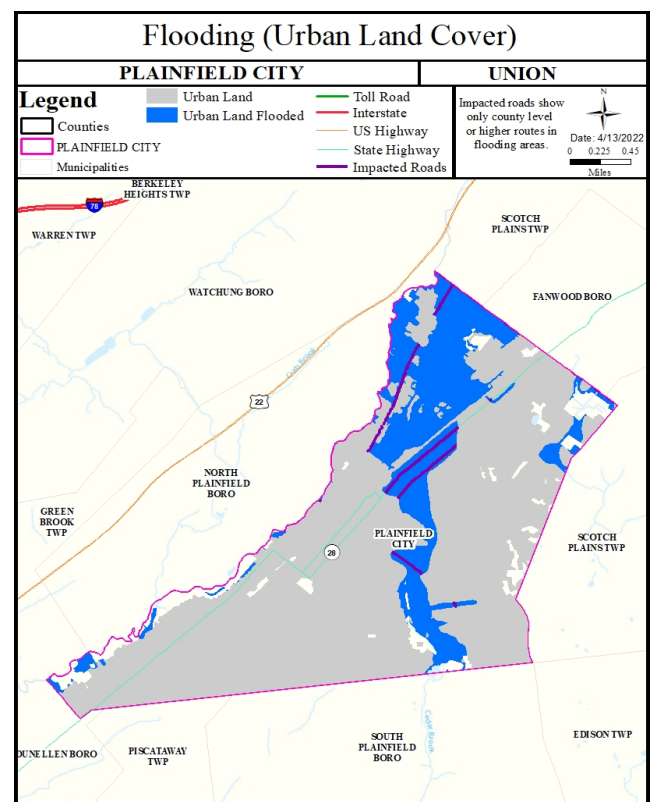 Flooding (Urban Land Cover)
PLAINFIELD CITY
UNION
Legend
Counties
PLAINFIELD CITY
Municipalities
Urban Land
Urban Land Flooded
Toll Road
Interstate
US Highway
State Highway
Impacted Roads
Impacted roads show
only county level
or higher routes in
flooding areas.
N
Date: 4/13/2022
0 0.225 0.45
Miles
BERKELEY
HEIGHTS TWP
78
WARREN TWP
SCOTCH
PLAINS TWP
WATCHUNG BORO
FANWOOD BORO
Green Brook
22
NORTH
PLAINFIELD
BORO
GREEN
BROOK
TWP
PLAINFIELD
CITY
SCOTCH
PLAINS TWP
28
Cedar Brook
DUNELLEN BORO
PISCATAWAY
TWP
SOUTH
PLAINFIELD
BORO
EDISON TWP